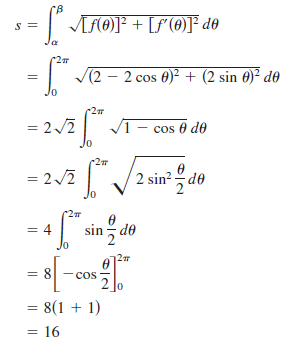 s = ∫_α^β √([f(θ)]² + [f′(θ)]²) dθ
= ∫_0^{2π} √((2 − 2 cos θ)² + (2 sin θ)²) dθ
= 2√2 ∫_0^{2π} √(1 − cos θ) dθ
= 2√2 ∫_0^{2π} √(2 sin² θ/2) dθ
= 4 ∫_0^{2π} sin θ/2 dθ
= 8[−cos θ/2]_0^{2π}
= 8(1 + 1)
= 16